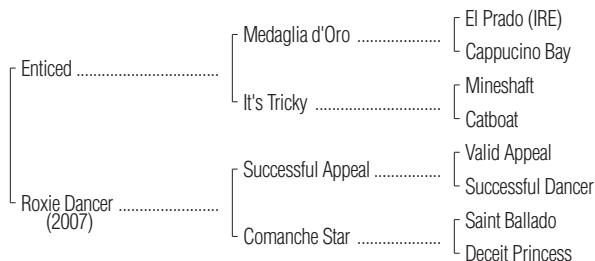 El Prado (IRE)
Medaglia d'Oro ....................
Cappucino Bay
Enticed ..................................
Mineshaft
It's Tricky ..............................
Catboat
Valid Appeal
Successful Appeal ................
Successful Dancer
Roxie Dancer ........................
(2007)
Saint Ballado
Comanche Star ....................
Deceit Princess